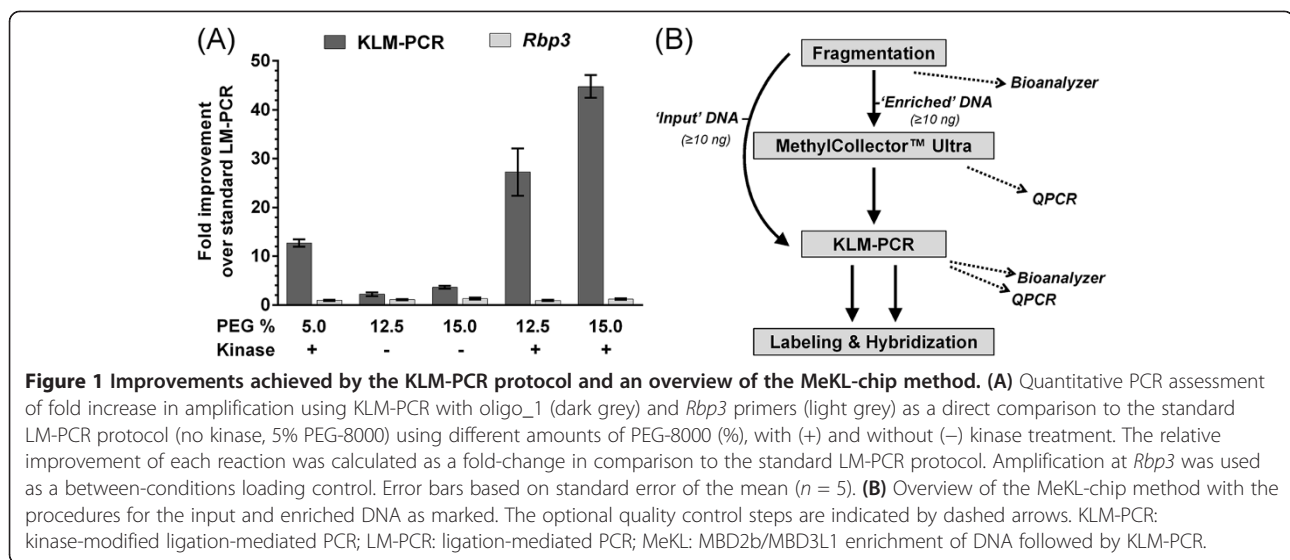 (A)
KLM-PCR
Rbp3
Fold improvement
over standard LM-PCR
50
40
30
20
10
0
PEG % 5.0 12.5 15.0 12.5 15.0
Kinase + - - + +
(B)
Fragmentation
Bioanalyzer
'Input' DNA
(≥10 ng)
'Enriched' DNA
(≥10 ng)
MethylCollector™ Ultra
QPCR
KLM-PCR
Bioanalyzer
QPCR
Labeling & Hybridization
Figure 1 Improvements achieved by the KLM-PCR protocol and an overview of the MeKL-chip method. (A) Quantitative PCR assessment
of fold increase in amplification using KLM-PCR with oligo_1 (dark grey) and Rbp3 primers (light grey) as a direct comparison to the standard
LM-PCR protocol (no kinase, 5% PEG-8000) using different amounts of PEG-8000 (%), with (+) and without (−) kinase treatment. The relative
improvement of each reaction was calculated as a fold-change in comparison to the standard LM-PCR protocol. Amplification at Rbp3 was used
as a between-conditions loading control. Error bars based on standard error of the mean (n = 5). (B) Overview of the MeKL-chip method with the
procedures for the input and enriched DNA as marked. The optional quality control steps are indicated by dashed arrows. KLM-PCR:
kinase-modified ligation-mediated PCR; LM-PCR: ligation-mediated PCR; MeKL: MBD2b/MBD3L1 enrichment of DNA followed by KLM-PCR.